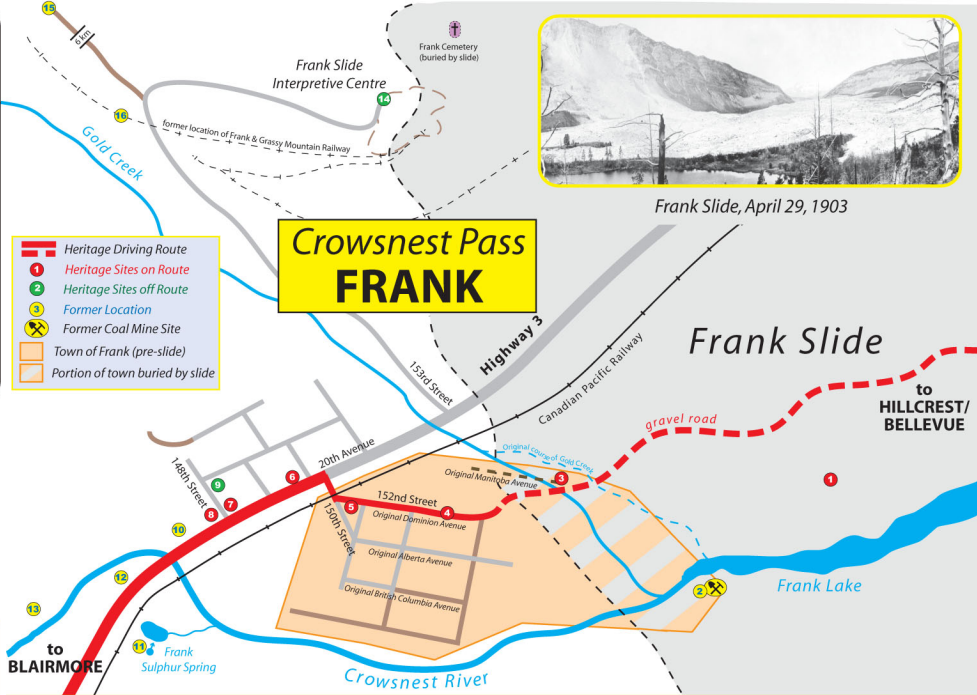 15
6 km
Frank Cemetery
(buried by slide)
Frank Slide
Interpretive Centre
14
16
former location of Frank & Grassy Mountain Railway
Gold Creek
Frank Slide, April 29, 1903
Crowsnest Pass
FRANK
Heritage Driving Route
1 Heritage Sites on Route
2 Heritage Sites off Route
3 Former Location
Former Coal Mine Site
Town of Frank (pre-slide)
Portion of town buried by slide
Highway 3
153rd Street
Canadian Pacific Railway
Frank Slide
to
HILLCREST/
BELLEVUE
gravel road
20th Avenue
148th Street
Original course of Gold Creek
Original Manitoba Avenue
3
1
6
9
7
8
5
152nd Street
4
Original Dominion Avenue
150th Street
Original Alberta Avenue
Original British Columbia Avenue
10
12
13
2
Frank Lake
11
Frank
Sulphur Spring
to
BLAIRMORE
Crowsnest River